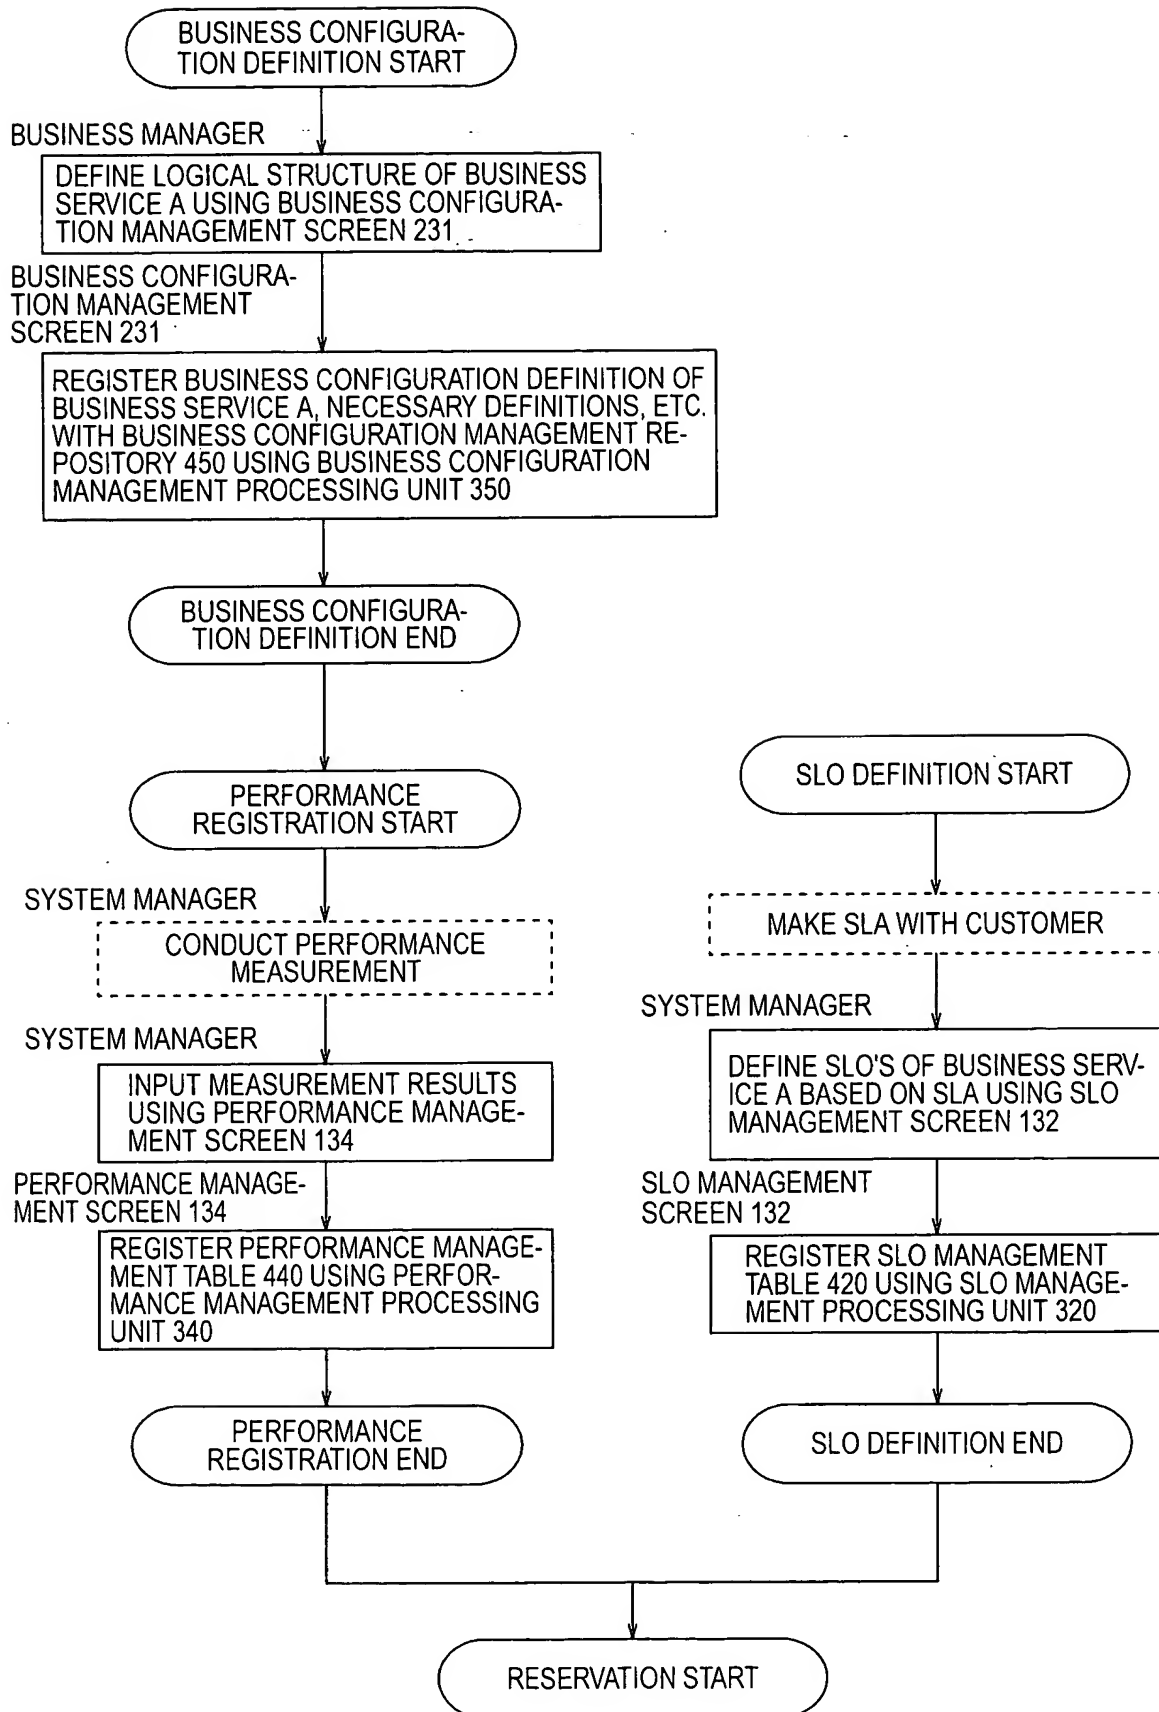 BUSINESS CONFIGURA-
TION DEFINITION START
BUSINESS MANAGER
DEFINE LOGICAL STRUCTURE OF BUSINESS
SERVICE A USING BUSINESS CONFIGURA-
TION MANAGEMENT SCREEN 231
BUSINESS CONFIGURA-
TION MANAGEMENT
SCREEN 231
REGISTER BUSINESS CONFIGURATION DEFINITION OF
BUSINESS SERVICE A, NECESSARY DEFINITIONS, ETC.
WITH BUSINESS CONFIGURATION MANAGEMENT RE-
POSITORY 450 USING BUSINESS CONFIGURATION
MANAGEMENT PROCESSING UNIT 350
BUSINESS CONFIGURA-
TION DEFINITION END
PERFORMANCE
REGISTRATION START
SYSTEM MANAGER
CONDUCT PERFORMANCE
MEASUREMENT
SYSTEM MANAGER
INPUT MEASUREMENT RESULTS
USING PERFORMANCE MANAGE-
MENT SCREEN 134
PERFORMANCE MANAGE-
MENT SCREEN 134
REGISTER PERFORMANCE MANAGE-
MENT TABLE 440 USING PERFOR-
MANCE MANAGEMENT PROCESSING
UNIT 340
PERFORMANCE
REGISTRATION END
SLO DEFINITION START
MAKE SLA WITH CUSTOMER
SYSTEM MANAGER
DEFINE SLO'S OF BUSINESS SERV-
ICE A BASED ON SLA USING SLO
MANAGEMENT SCREEN 132
SLO MANAGEMENT
SCREEN 132
REGISTER SLO MANAGEMENT
TABLE 420 USING SLO MANAGE-
MENT PROCESSING UNIT 320
SLO DEFINITION END
RESERVATION START